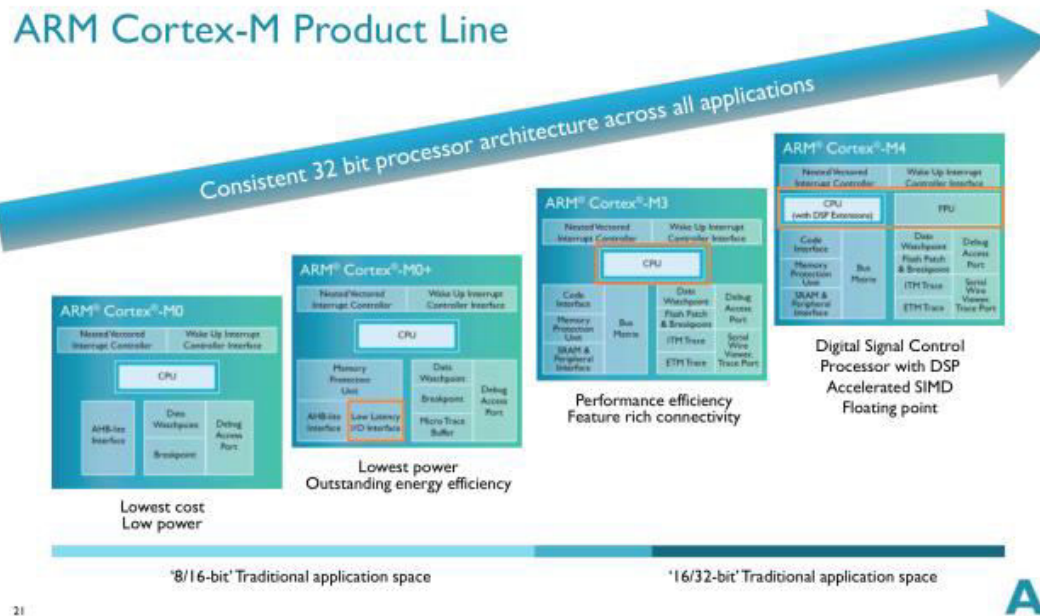 ARM Cortex-M Product Line
Consistent 32 bit processor architecture across all applications
ARM® Cortex®-M0
Nested Vectored
Interrupt Controller
Wake Up Interrupt
Controller Interface
CPU
AHB-lite
Interface
Data
Watchpoint
Breakpoint
Debug
Access
Port
Lowest cost
Low power
ARM® Cortex®-M0+
Nested Vectored
Interrupt Controller
Wake Up Interrupt
Controller Interface
CPU
Memory
Protection
Unit
AHB-lite
Interface
Low Latency
I/O Interface
Data
Watchpoint
Breakpoint
Micro Trace
Buffer
Debug
Access
Port
Lowest power
Outstanding energy efficiency
ARM® Cortex®-M3
Nested Vectored
Interrupt Controller
Wake Up Interrupt
Controller Interface
CPU
Code
Interface
Memory
Protection
Unit
SRAM &
Peripheral
Interface
Bus
Matrix
Data
Watchpoint
Flash Patch
& Breakpoint
ITM Trace
ETM Trace
Debug
Access
Port
Serial
Wire
Viewer,
Trace Port
Performance efficiency
Feature rich connectivity
ARM® Cortex®-M4
Nested Vectored
Interrupt Controller
Wake Up Interrupt
Controller Interface
CPU
(with DSP Extensions)
FPU
Code
Interface
Memory
Protection
Unit
SRAM &
Peripheral
Interface
Bus
Matrix
Data
Watchpoint
Flash Patch
& Breakpoint
ITM Trace
ETM Trace
Debug
Access
Port
Serial
Wire
Viewer,
Trace Port
Digital Signal Control
Processor with DSP
Accelerated SIMD
Floating point
'8/16-bit' Traditional application space
'16/32-bit' Traditional application space
21
A